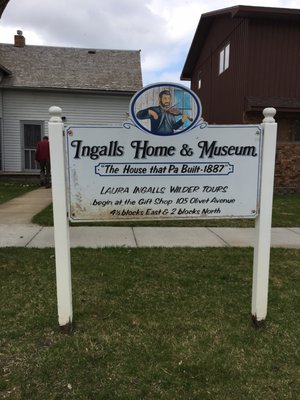 Ingalls Home & Museum
"The House that Pa Built-1887"
LAURA INGALLS WILDER TOURS
begin at the Gift Shop 105 Olivet Avenue
4½ blocks East & 2 blocks North